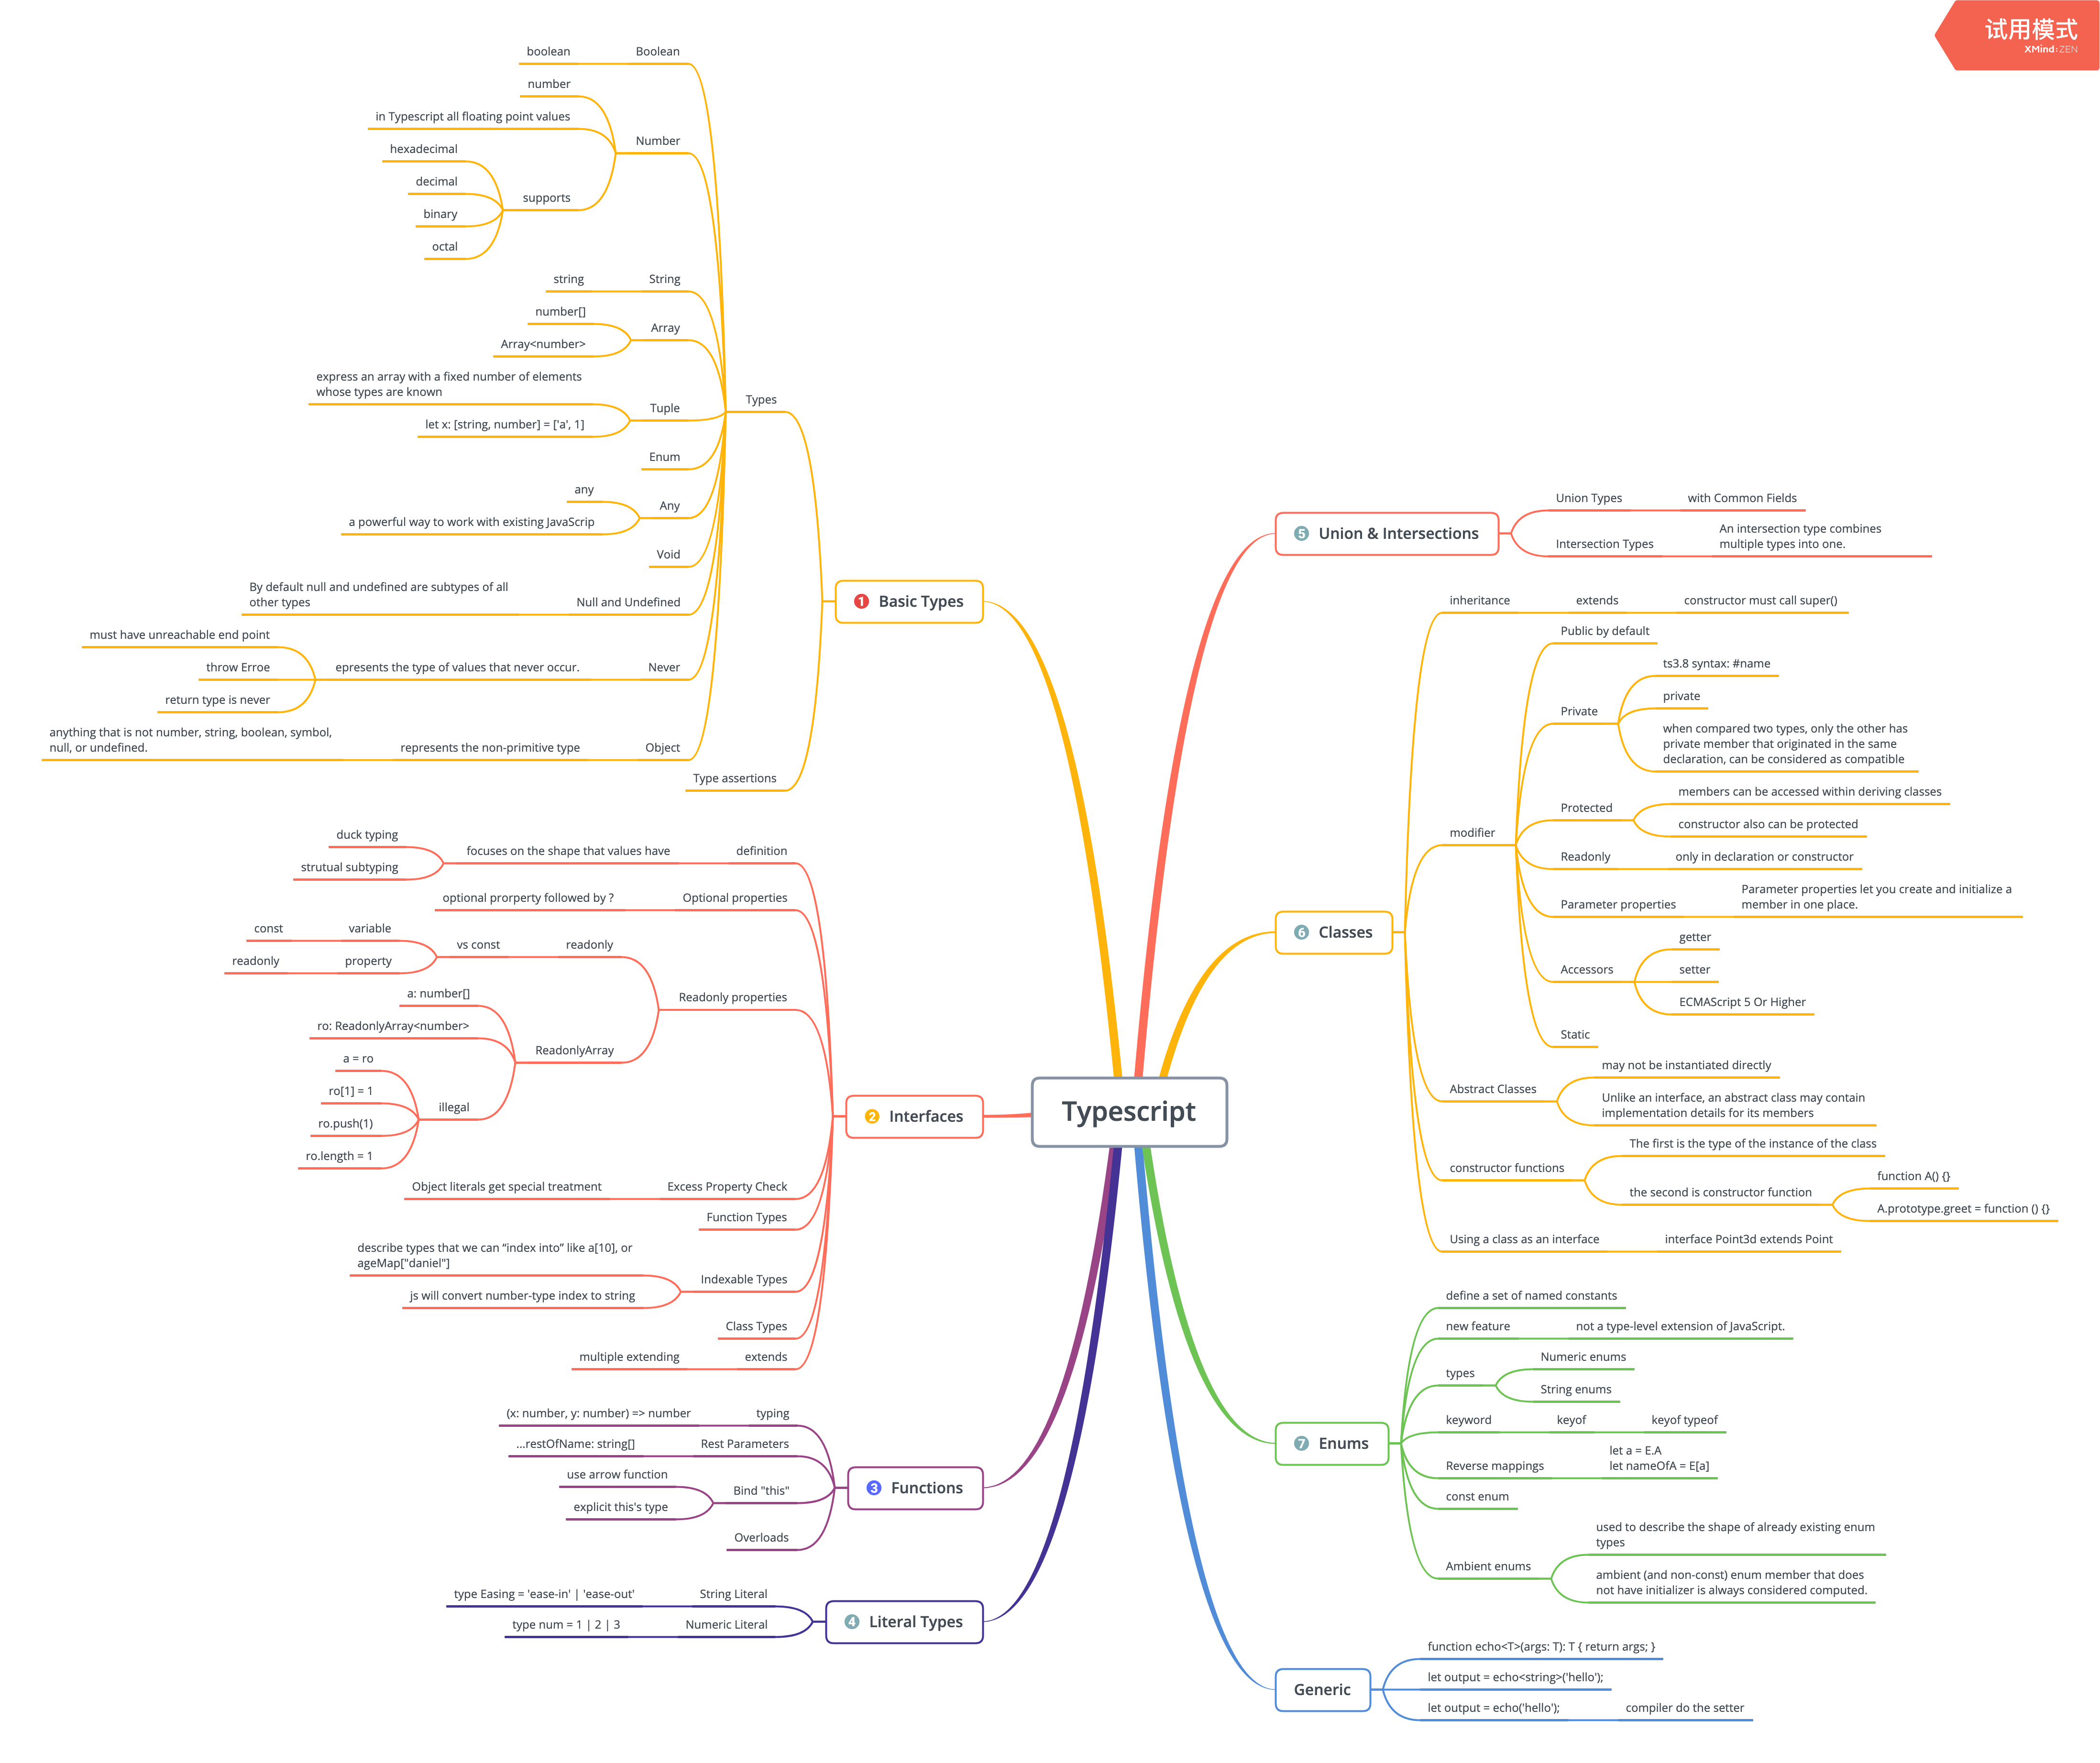 试用模式
XMind:ZEN
Typescript
1 Basic Types
Types
Boolean
boolean
Number
number
in Typescript all floating point values
supports
hexadecimal
decimal
binary
octal
String
string
Array
number[]
Array<number>
Tuple
express an array with a fixed number of elements
whose types are known
let x: [string, number] = ['a', 1]
Enum
Any
any
a powerful way to work with existing JavaScrip
Void
Null and Undefined
By default null and undefined are subtypes of all
other types
Never
epresents the type of values that never occur.
must have unreachable end point
throw Erroe
return type is never
Object
represents the non-primitive type
anything that is not number, string, boolean, symbol,
null, or undefined.
Type assertions
2 Interfaces
definition
focuses on the shape that values have
duck typing
strutual subtyping
Optional properties
optional prorperty followed by ?
Readonly properties
readonly
vs const
variable
const
property
readonly
ReadonlyArray
a: number[]
ro: ReadonlyArray<number>
illegal
a = ro
ro[1] = 1
ro.push(1)
ro.length = 1
Excess Property Check
Object literals get special treatment
Function Types
Indexable Types
describe types that we can “index into” like a[10], or
ageMap["daniel"]
js will convert number-type index to string
Class Types
extends
multiple extending
3 Functions
typing
(x: number, y: number) => number
Rest Parameters
...restOfName: string[]
Bind "this"
use arrow function
explicit this's type
Overloads
4 Literal Types
String Literal
type Easing = 'ease-in' | 'ease-out'
Numeric Literal
type num = 1 | 2 | 3
5 Union & Intersections
Union Types
with Common Fields
Intersection Types
An intersection type combines
multiple types into one.
6 Classes
inheritance
extends
constructor must call super()
modifier
Public by default
Private
ts3.8 syntax: #name
private
when compared two types, only the other has
private member that originated in the same
declaration, can be considered as compatible
Protected
members can be accessed within deriving classes
constructor also can be protected
Readonly
only in declaration or constructor
Parameter properties
Parameter properties let you create and initialize a
member in one place.
Accessors
getter
setter
ECMAScript 5 Or Higher
Static
Abstract Classes
may not be instantiated directly
Unlike an interface, an abstract class may contain
implementation details for its members
constructor functions
The first is the type of the instance of the class
the second is constructor function
function A() {}
A.prototype.greet = function () {}
Using a class as an interface
interface Point3d extends Point
7 Enums
define a set of named constants
new feature
not a type-level extension of JavaScript.
types
Numeric enums
String enums
keyword
keyof
keyof typeof
Reverse mappings
let a = E.A
let nameOfA = E[a]
const enum
Ambient enums
used to describe the shape of already existing enum
types
ambient (and non-const) enum member that does
not have initializer is always considered computed.
Generic
function echo<T>(args: T): T { return args; }
let output = echo<string>('hello');
let output = echo('hello');
compiler do the setter